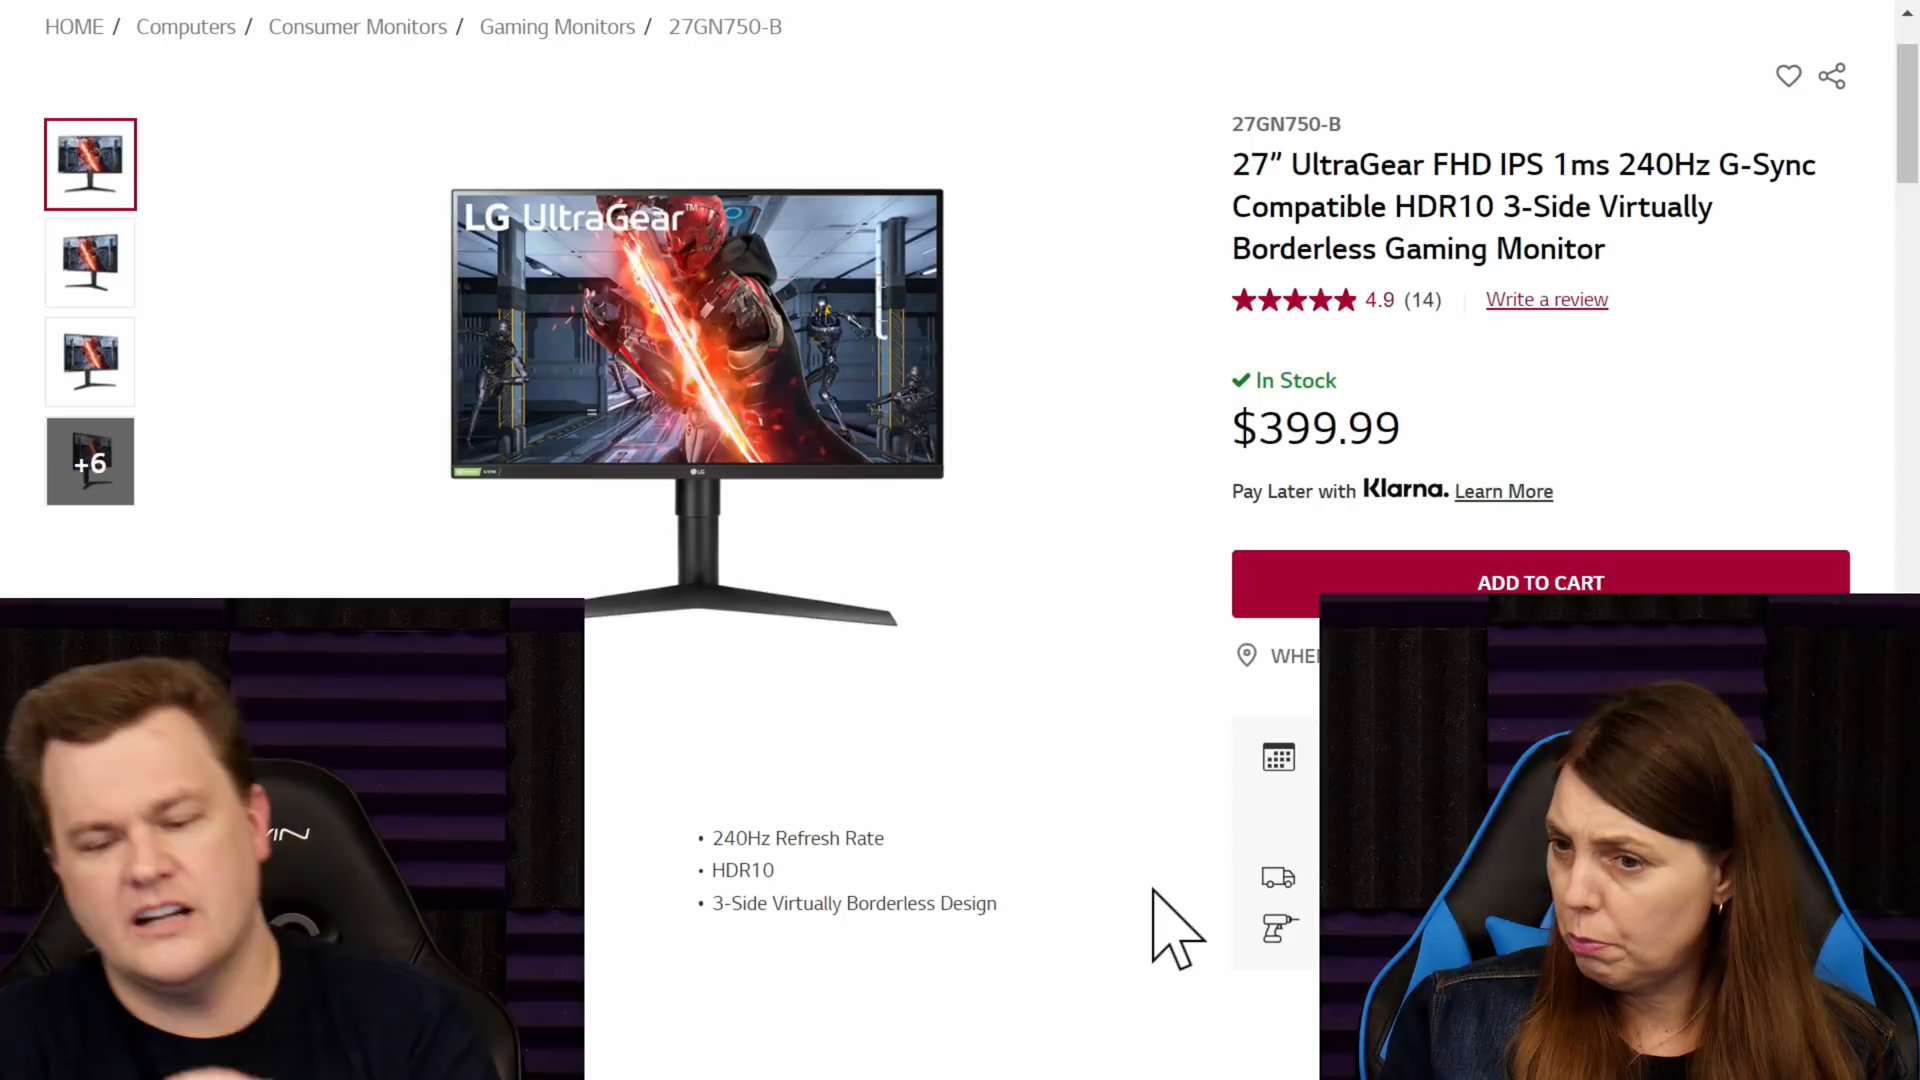 HOME / Computers / Consumer Monitors / Gaming Monitors / 27GN750-B
27GN750-B
27” UltraGear FHD IPS 1ms 240Hz G-Sync
Compatible HDR10 3-Side Virtually
Borderless Gaming Monitor
4.9 (14) Write a review
In Stock
$399.99
Pay Later with Klarna. Learn More
ADD TO CART
LG UltraGear™
LG
+6
• 240Hz Refresh Rate
• HDR10
• 3-Side Virtually Borderless Design